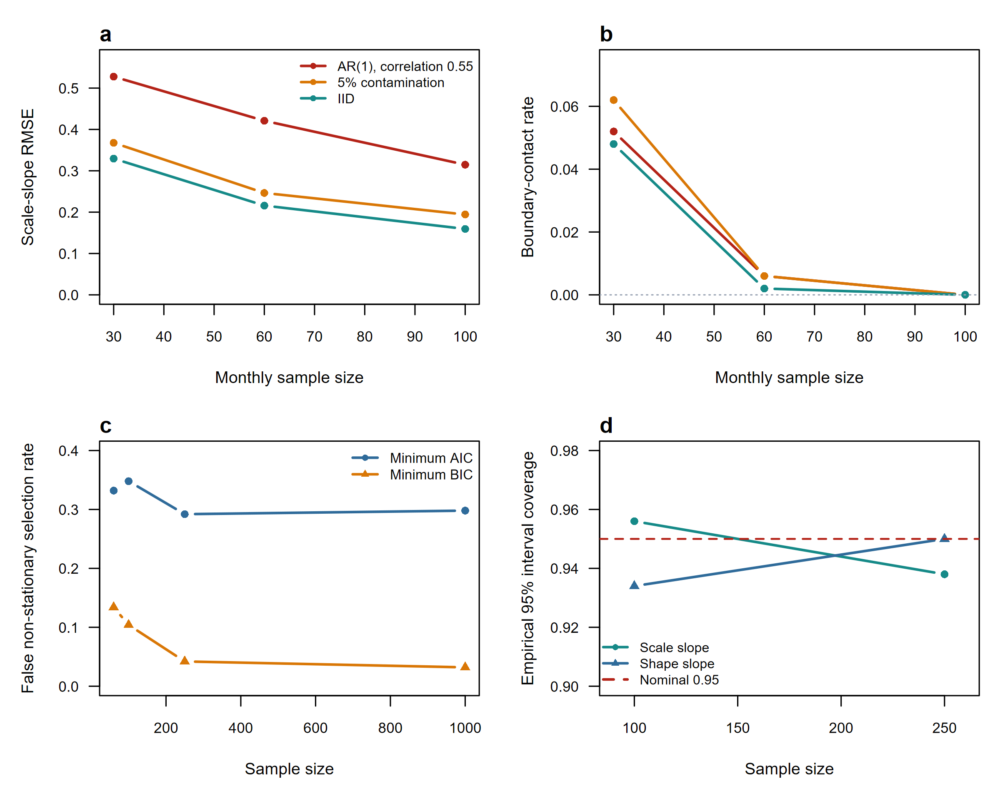 a
AR(1), correlation 0.55
5% contamination
IID
Scale-slope RMSE
0.5
0.4
0.3
0.2
0.1
0.0
30 40 50 60 70 80 90 100
Monthly sample size
b
Boundary-contact rate
0.06
0.04
0.02
0.00
30 40 50 60 70 80 90 100
Monthly sample size
c
Minimum AIC
Minimum BIC
False non-stationary selection rate
0.4
0.3
0.2
0.1
0.0
200 400 600 800 1000
Sample size
d
Empirical 95% interval coverage
0.98
0.96
0.94
0.92
0.90
Scale slope
Shape slope
Nominal 0.95
100 150 200 250
Sample size